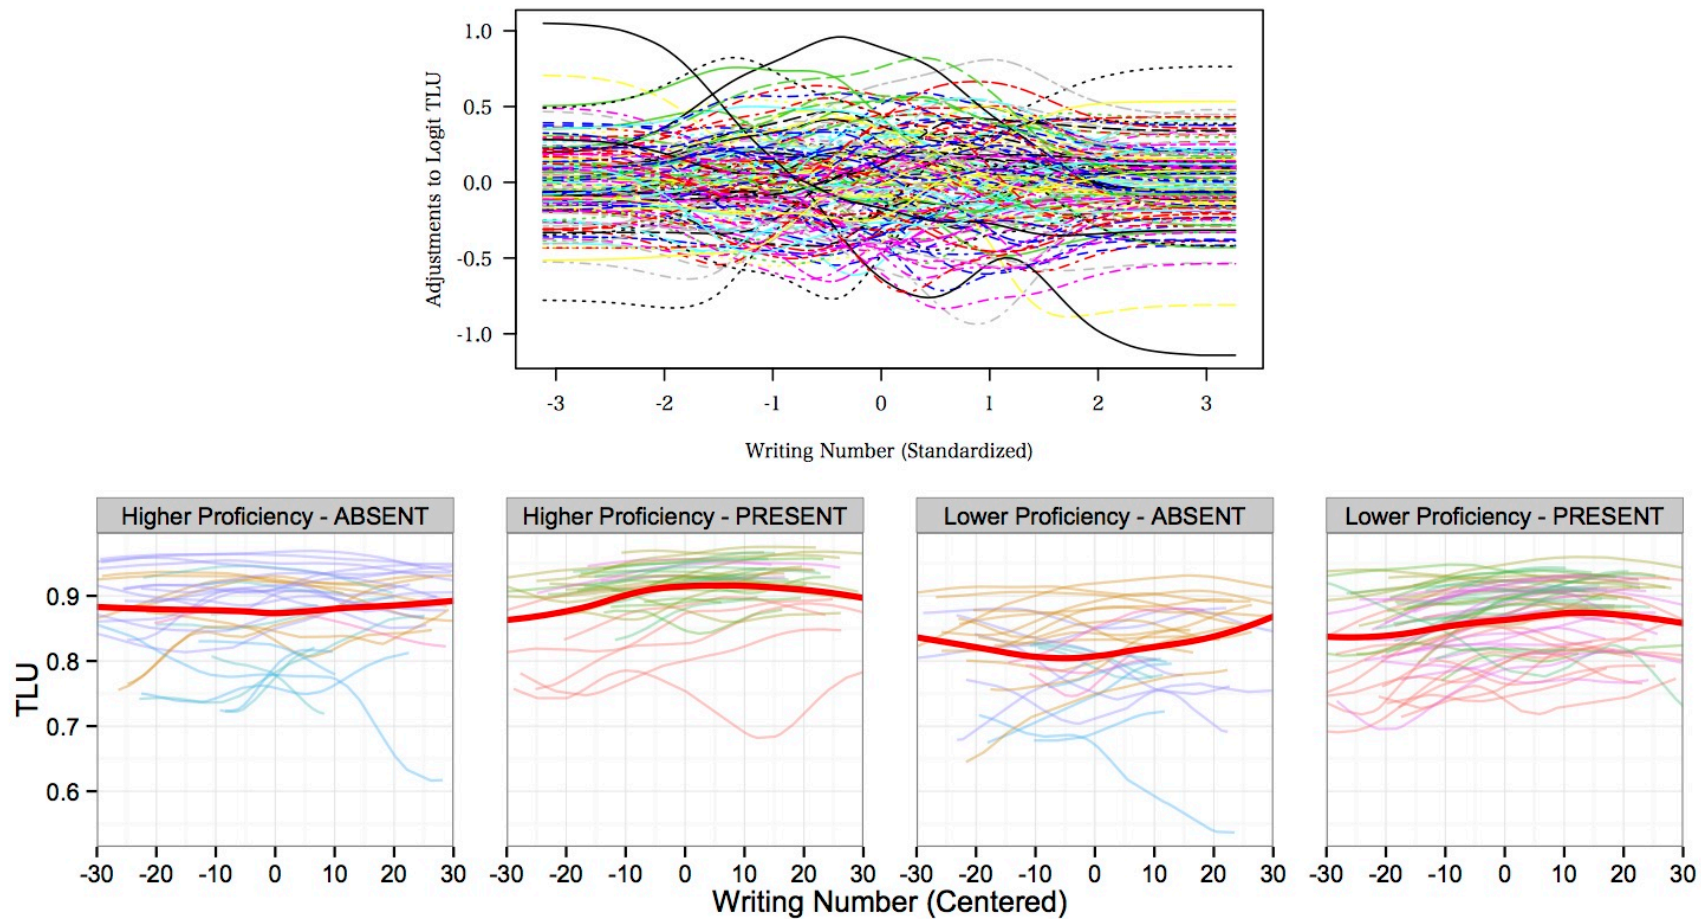 Adjustments to Logit TLU
1.0
0.5
0.0
-0.5
-1.0
-3 -2 -1 0 1 2 3
Writing Number (Standardized)
Higher Proficiency - ABSENT
Higher Proficiency - PRESENT
Lower Proficiency - ABSENT
Lower Proficiency - PRESENT
TLU
0.9
0.8
0.7
0.6
-30 -20 -10 0 10 20 30
-30 -20 -10 0 10 20 30
-30 -20 -10 0 10 20 30
-30 -20 -10 0 10 20 30
Writing Number (Centered)